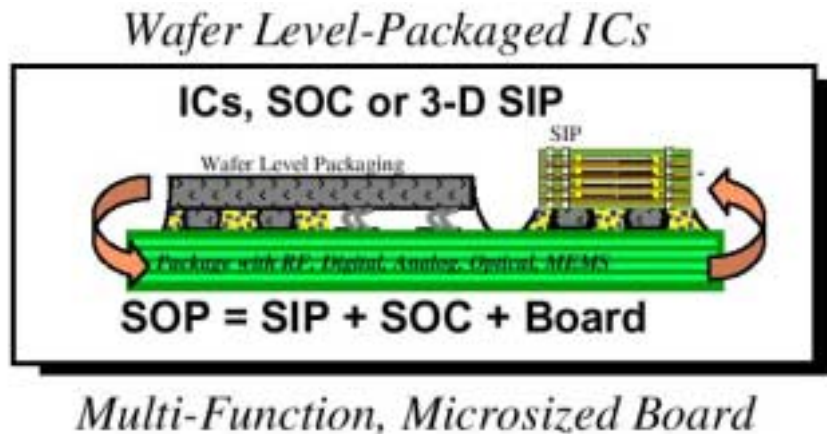 Wafer Level-Packaged ICs
ICs, SOC or 3-D SIP
SIP
Wafer Level Packaging
Package with RF, Digital, Analog, Optical, MEMS
SOP = SIP + SOC + Board
Multi-Function, Microsized Board